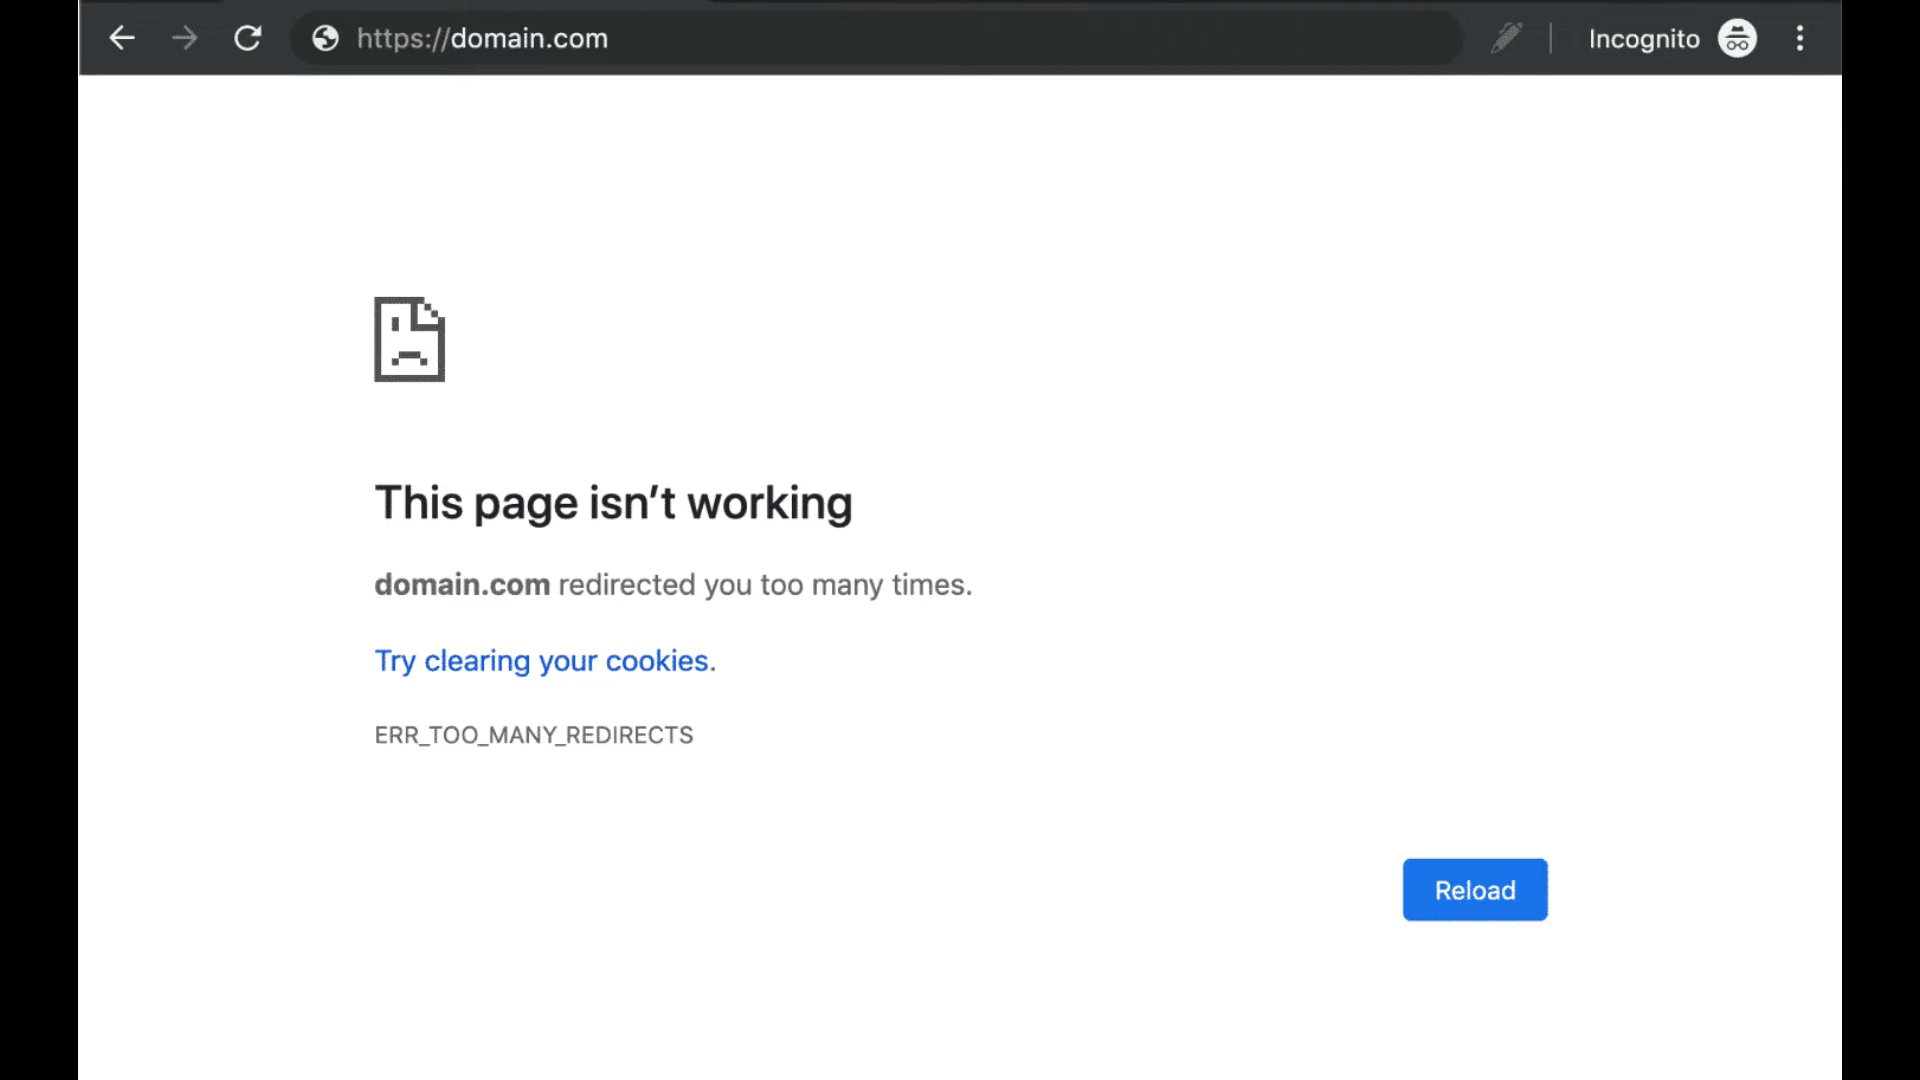 https://domain.com
Incognito
This page isn’t working
domain.com redirected you too many times.
Try clearing your cookies.
ERR_TOO_MANY_REDIRECTS
Reload